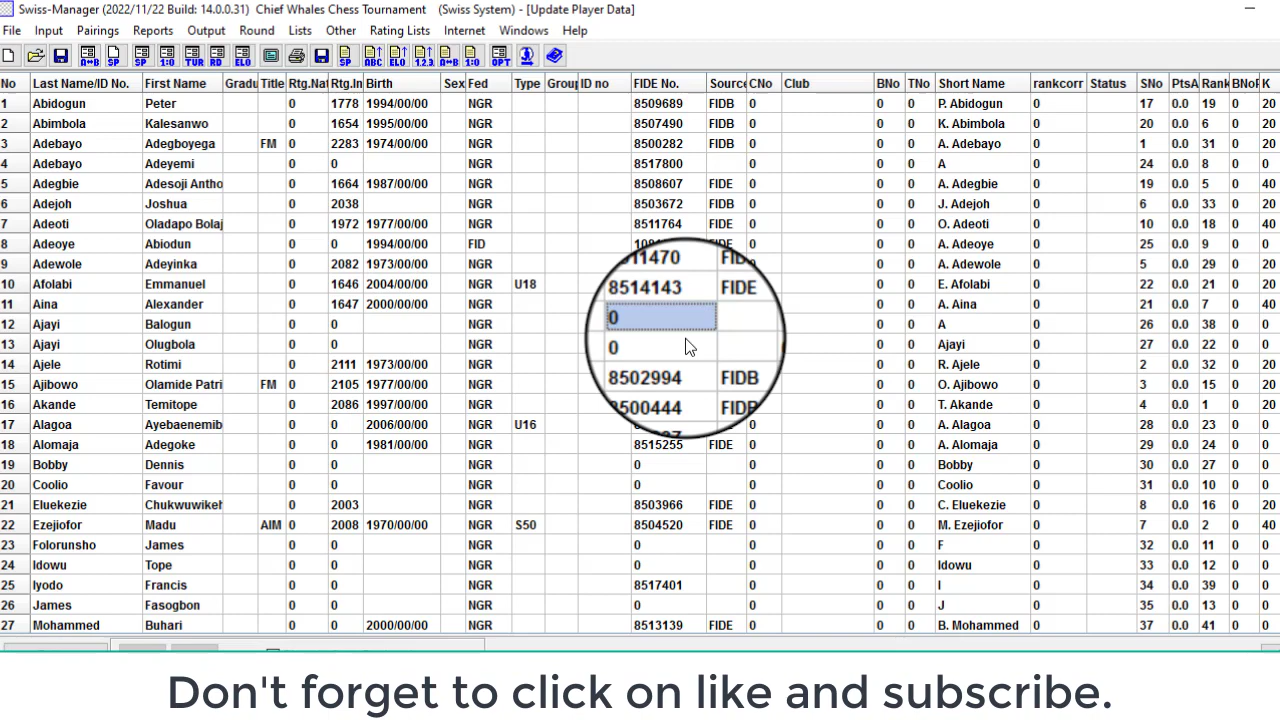 Swiss-Manager (2022/11/22 Build: 14.0.0.31) Chief Whales Chess Tournament (Swiss System) - [Update Player Data]
File Input Pairings Reports Output Round Lists Other Rating Lists Internet Windows Help
A↔B SP SP 1:0 TUR RD ELO SP ABC ELO 1.2.3 A↔B 1:0 OPT
No Last Name/ID No. First Name Gradu Title Rtg.Nat Rtg.In Birth Sex Fed Type Group ID no FIDE No. Source CNo Club BNo TNo Short Name rankcorr Status SNo PtsA Rank BNoP K
1 Abidogun Peter 0 1778 1994/00/00 NGR 8509689 FIDB 0 0 0 P. Abidogun 0 17 0.0 19 0 20
2 Abimbola Kalesanwo 0 1654 1995/00/00 NGR 8507490 FIDB 0 0 0 K. Abimbola 0 20 0.0 6 0 20
3 Adebayo Adegboyega FM 0 2283 1974/00/00 NGR 8500282 FIDB 0 0 0 A. Adebayo 0 1 0.0 31 0 20
4 Adebayo Adeyemi 0 0 NGR 8517800 0 0 0 A 0 24 0.0 8 0 0
5 Adegbie Adesoji Antho 0 1664 1987/00/00 NGR 8508607 FIDE 0 0 0 A. Adegbie 0 19 0.0 5 0 40
6 Adejoh Joshua 0 2038 NGR 8503672 FIDB 0 0 0 J. Adejoh 0 6 0.0 33 0 20
7 Adeoti Oladapo Bolaj 0 1972 1977/00/00 NGR 8511764 FIDE 0 0 0 O. Adeoti 0 10 0.0 18 0 40
8 Adeoye Abiodun 0 0 1994/00/00 FID FIDE 0 0 0 A. Adeoye 0 25 0.0 9 0 0
9 Adewole Adeyinka 0 2082 1973/00/00 NGR 11470 FID 0 0 0 A. Adewole 0 5 0.0 29 0 20
10 Afolabi Emmanuel 0 1646 2004/00/00 NGR U18 8514143 FIDE 0 0 E. Afolabi 0 22 0.0 21 0 20
11 Aina Alexander 0 1647 2000/00/00 NGR 0 0 A. Aina 0 21 0.0 7 0 40
12 Ajayi Balogun 0 0 NGR 0 0 0 A 0 26 0.0 38 0 0
13 Ajayi Olugbola 0 0 NGR 0 0 0 Ajayi 0 27 0.0 22 0 0
14 Ajele Rotimi 0 2111 1973/00/00 NGR 8502994 FIDB 0 0 R. Ajele 0 2 0.0 32 0 20
15 Ajibowo Olamide Patri FM 0 2105 1977/00/00 NGR 8500444 FIDB 0 0 O. Ajibowo 0 3 0.0 15 0 20
16 Akande Temitope 0 2086 1997/00/00 NGR 0 0 T. Akande 0 4 0.0 1 0 20
17 Alagoa Ayebaenemib 0 0 2006/00/00 NGR U16 0 0 0 A. Alagoa 0 28 0.0 23 0 0
18 Alomaja Adegoke 0 0 1981/00/00 NGR 8515255 FIDE 0 0 0 A. Alomaja 0 29 0.0 24 0 0
19 Bobby Dennis 0 0 NGR 0 0 0 0 Bobby 0 30 0.0 27 0 0
20 Coolio Favour 0 0 NGR 0 0 0 0 Coolio 0 31 0.0 10 0 0
21 Eluekezie Chukwuwikeh 0 2003 NGR 8503966 FIDE 0 0 0 C. Eluekezie 0 8 0.0 16 0 20
22 Ezejiofor Madu AIM 0 2008 1970/00/00 NGR S50 8504520 FIDE 0 0 0 M. Ezejiofor 0 7 0.0 2 0 40
23 Folorunsho James 0 0 NGR 0 0 0 0 F 0 32 0.0 11 0 0
24 Idowu Tope 0 0 NGR 0 0 0 0 Idowu 0 33 0.0 12 0 0
25 Iyodo Francis 0 0 NGR 8517401 0 0 0 I 0 34 0.0 39 0 0
26 James Fasogbon 0 0 NGR 0 0 0 0 J 0 35 0.0 13 0 0
27 Mohammed Buhari 0 0 2000/00/00 NGR 8513139 FIDE 0 0 0 B. Mohammed 0 37 0.0 41 0 0
Don't forget to click on like and subscribe.